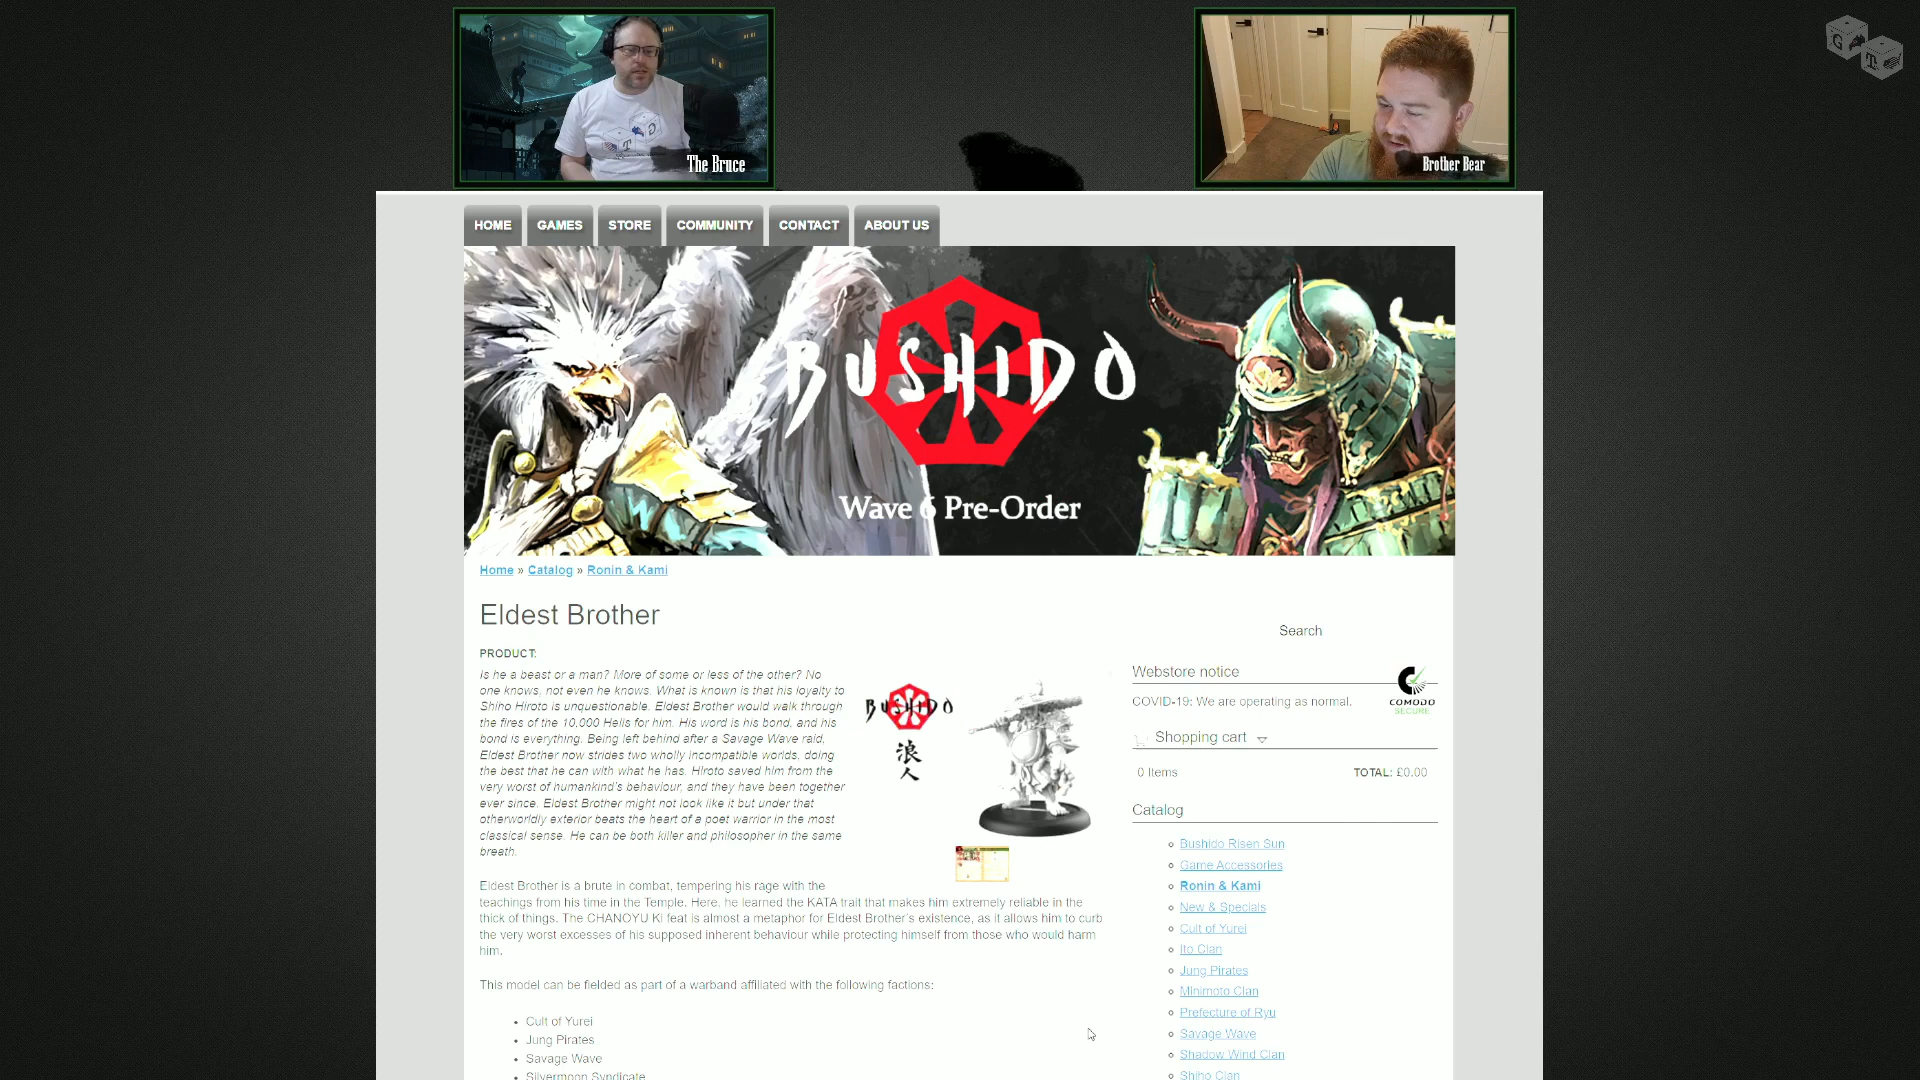 The Bruce
Brother Bear
G
T
HOME GAMES STORE COMMUNITY CONTACT ABOUT US
BUSHIDO
Wave 6 Pre-Order
Home » Catalog » Ronin & Kami
Eldest Brother
PRODUCT:
Is he a beast or a man? More of some or less of the other? No
one knows, not even he knows. What is known is that his loyalty to
Shiho Hiroto is unquestionable. Eldest Brother would walk through
the fires of the 10,000 Hells for him. His word is his bond, and his
bond is everything. Being left behind after a Savage Wave raid,
Eldest Brother now strides two wholly incompatible worlds, doing
the best that he can with what he has. Hiroto saved him from the
very worst of humankind's behaviour, and they have been together
ever since. Eldest Brother might not look like it but under that
otherworldly exterior beats the heart of a poet warrior in the most
classical sense. He can be both killer and philosopher in the same
breath.
BUSHIDO
浪
人
Eldest Brother is a brute in combat, tempering his rage with the
teachings from his time in the Temple. Here, he learned the KATA trait that makes him extremely reliable in the
thick of things. The CHANOYU KI feat is almost a metaphor for Eldest Brother's existence, as it allows him to curb
the very worst excesses of his supposed inherent behaviour while protecting himself from those who would harm
him.
This model can be fielded as part of a warband affiliated with the following factions:
Cult of Yurei
Jung Pirates
Savage Wave
Silvermoon Syndicate
Search
Webstore notice
COVID-19: We are operating as normal.
COMODO
SECURE
Shopping cart
0 Items TOTAL: £0.00
Catalog
Bushido Risen Sun
Game Accessories
Ronin & Kami
New & Specials
Cult of Yurei
Ito Clan
Jung Pirates
Minimoto Clan
Prefecture of Ryu
Savage Wave
Shadow Wind Clan
Shiho Clan